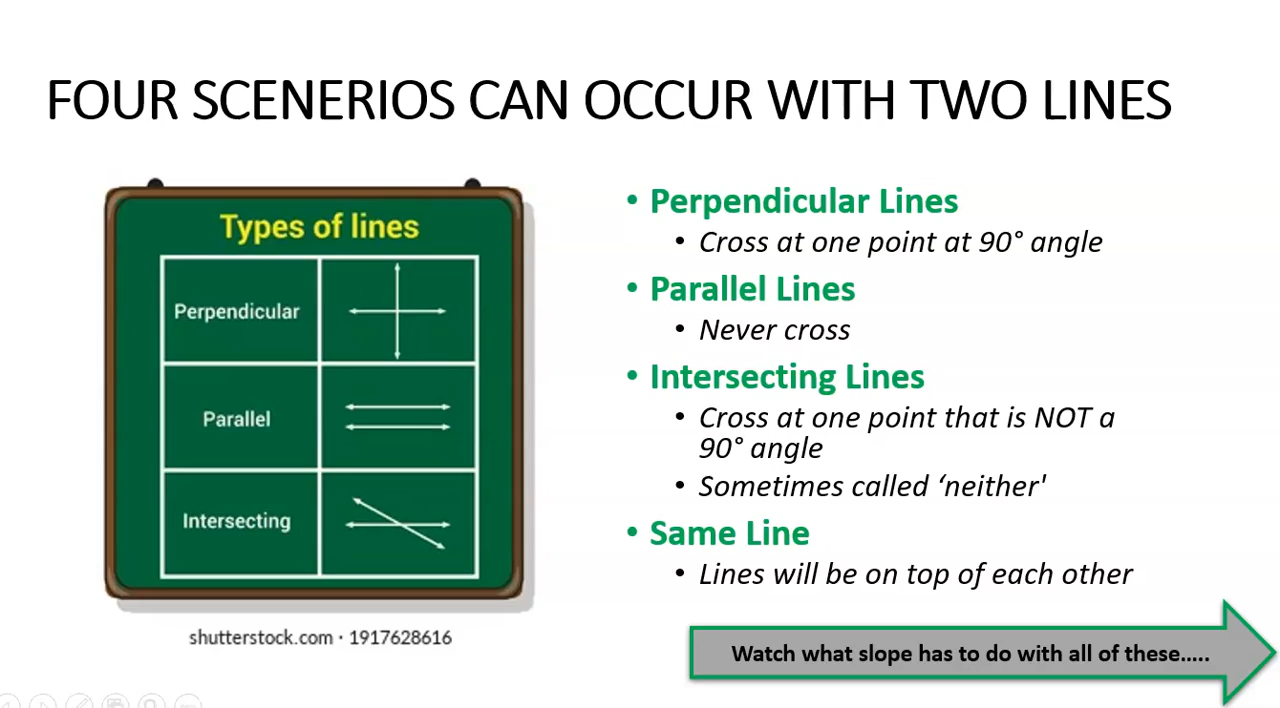 FOUR SCENERIOS CAN OCCUR WITH TWO LINES
Types of lines
Perpendicular
Parallel
Intersecting
shutterstock.com · 1917628616
• Perpendicular Lines
• Cross at one point at 90° angle
• Parallel Lines
• Never cross
• Intersecting Lines
• Cross at one point that is NOT a
90° angle
• Sometimes called ‘neither'
• Same Line
• Lines will be on top of each other
Watch what slope has to do with all of these.....